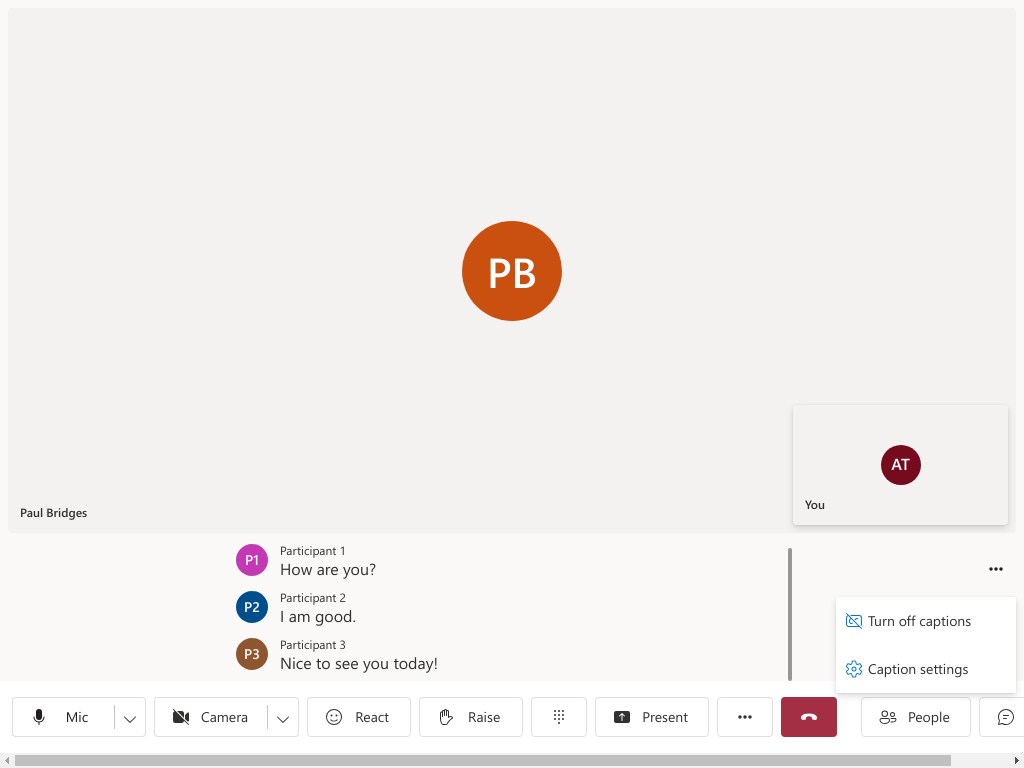 PB
Paul Bridges
AT
You
P1
Participant 1
How are you?
P2
Participant 2
I am good.
P3
Participant 3
Nice to see you today!
Turn off captions
Caption settings
Mic
Camera
React
Raise
Present
People